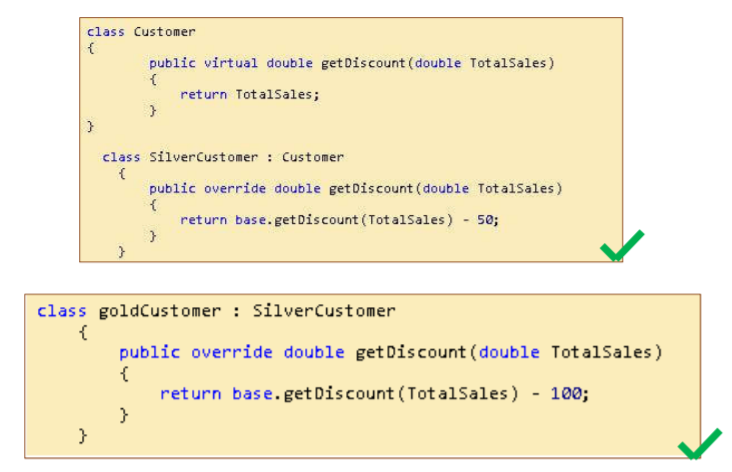 class Customer
{
public virtual double getDiscount(double TotalSales)
{
return TotalSales;
}
}
class SilverCustomer : Customer
{
public override double getDiscount(double TotalSales)
{
return base.getDiscount(TotalSales) - 50;
}
}
class goldCustomer : SilverCustomer
{
public override double getDiscount(double TotalSales)
{
return base.getDiscount(TotalSales) - 100;
}
}